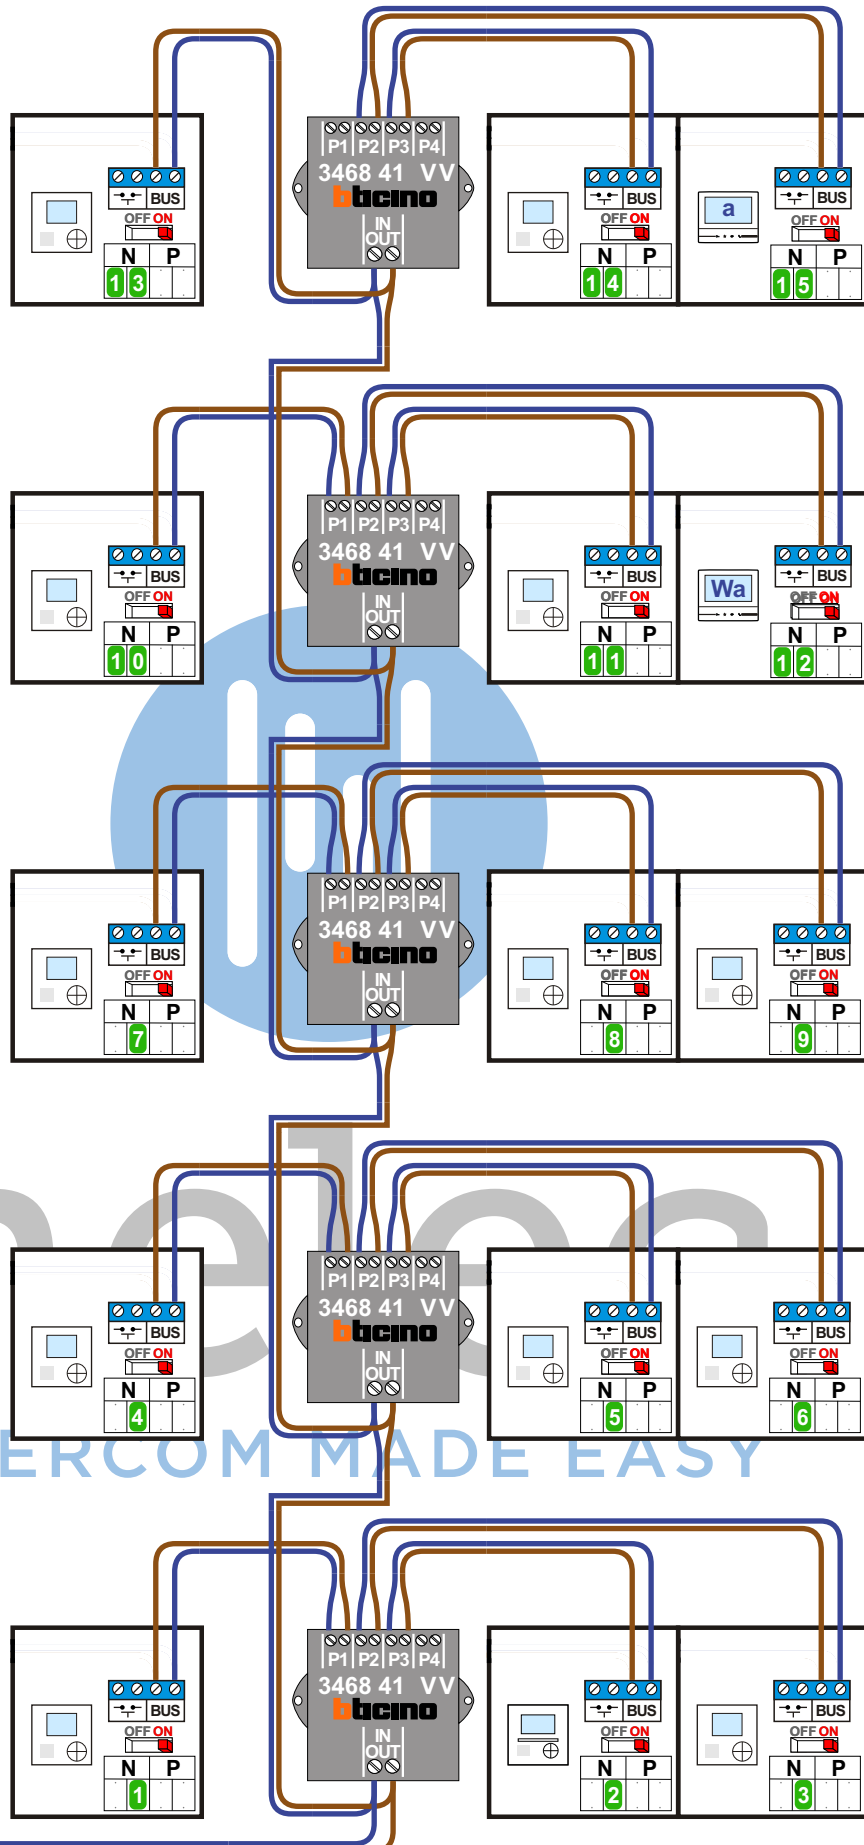 P1 P2 P3 P4
3468 41 VV
bticino
IN
OUT
BUS
OFF ON
N P
13
BUS
OFF ON
N P
14
a
BUS
OFF ON
N P
15
P1 P2 P3 P4
3468 41 VV
bticino
IN
OUT
BUS
OFF ON
N P
10
BUS
OFF ON
N P
11
Wa
BUS
OFF ON
N P
12
P1 P2 P3 P4
3468 41 VV
bticino
IN
OUT
BUS
OFF ON
N P
7
BUS
OFF ON
N P
8
BUS
OFF ON
N P
9
P1 P2 P3 P4
3468 41 VV
bticino
IN
OUT
BUS
OFF ON
N P
4
BUS
OFF ON
N P
5
BUS
OFF ON
N P
6
elec
ERCOM MADE EASY
P1 P2 P3 P4
3468 41 VV
bticino
IN
OUT
BUS
OFF ON
N P
1
BUS
OFF ON
N P
2
BUS
OFF ON
N P
3